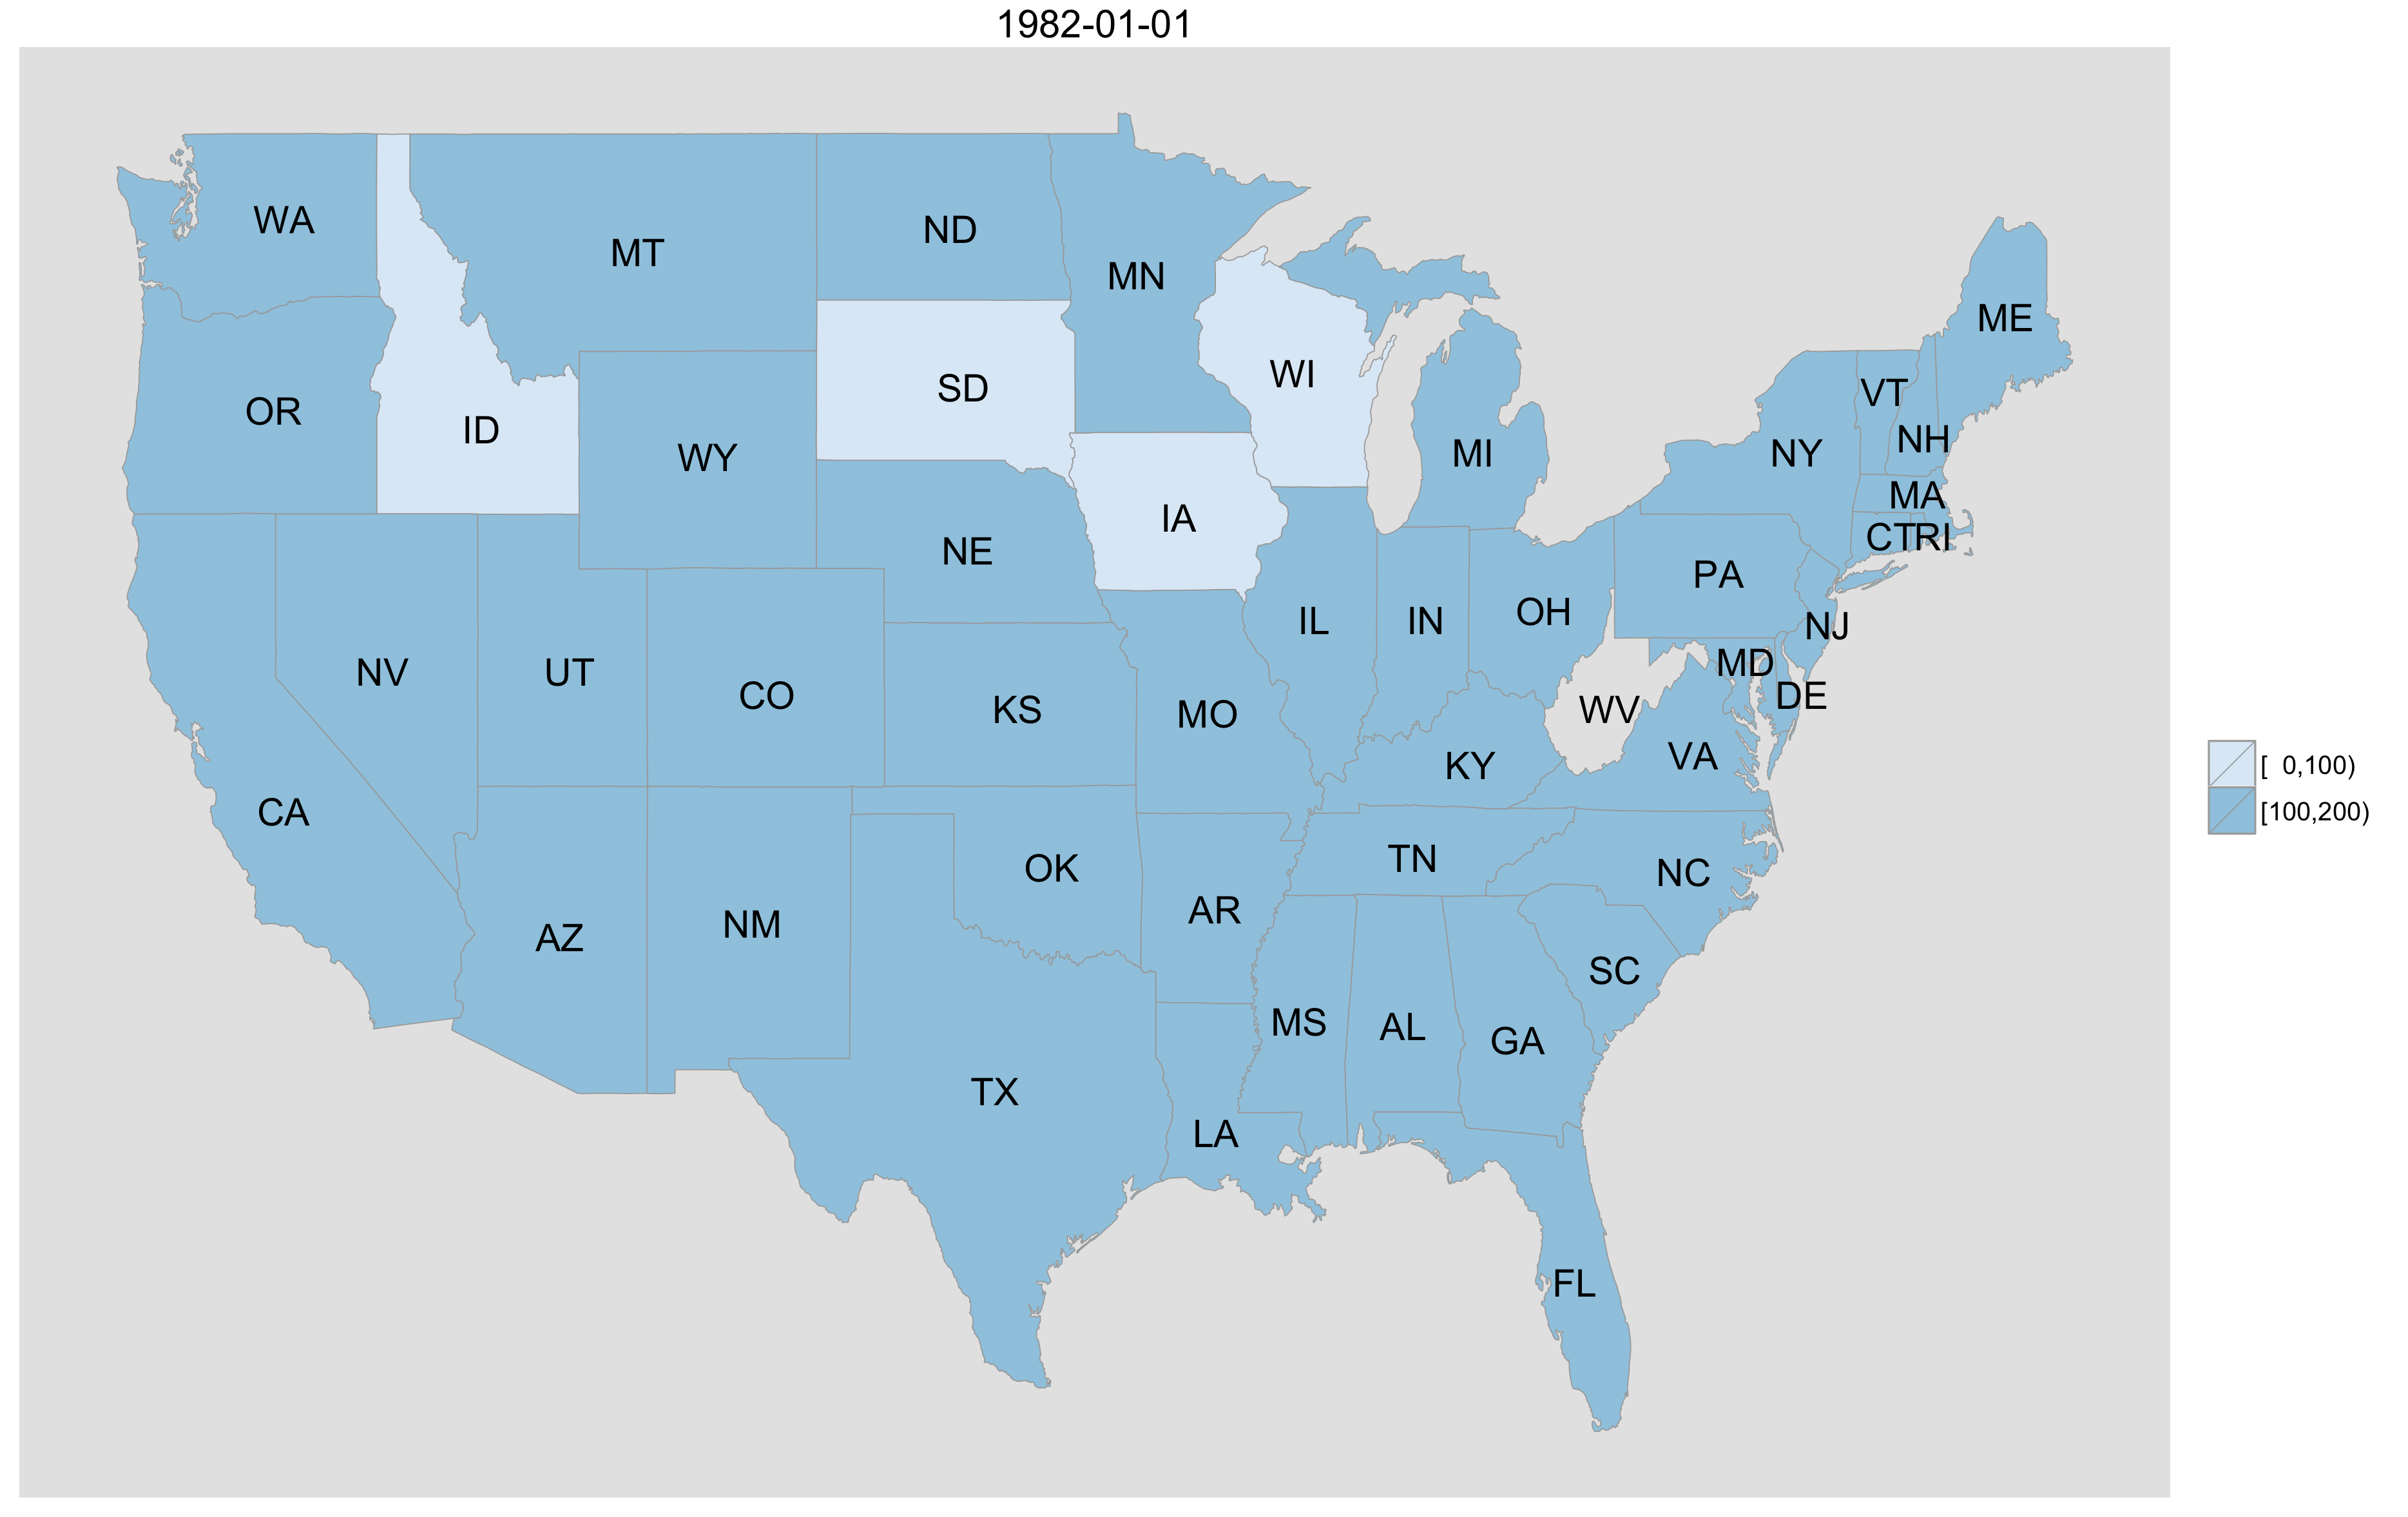 1982-01-01
WA
MT
ND
MN
ME
OR
ID
SD
WI
VT
WY
MI
NY
NH
NE
IA
MA
CTRI
PA
NV
UT
CO
KS
MO
IL
IN
OH
NJ
MD
DE
WV
VA
KY
CA
[  0,100)
[100,200)
AZ
NM
OK
AR
TN
NC
SC
MS
AL
GA
TX
LA
FL